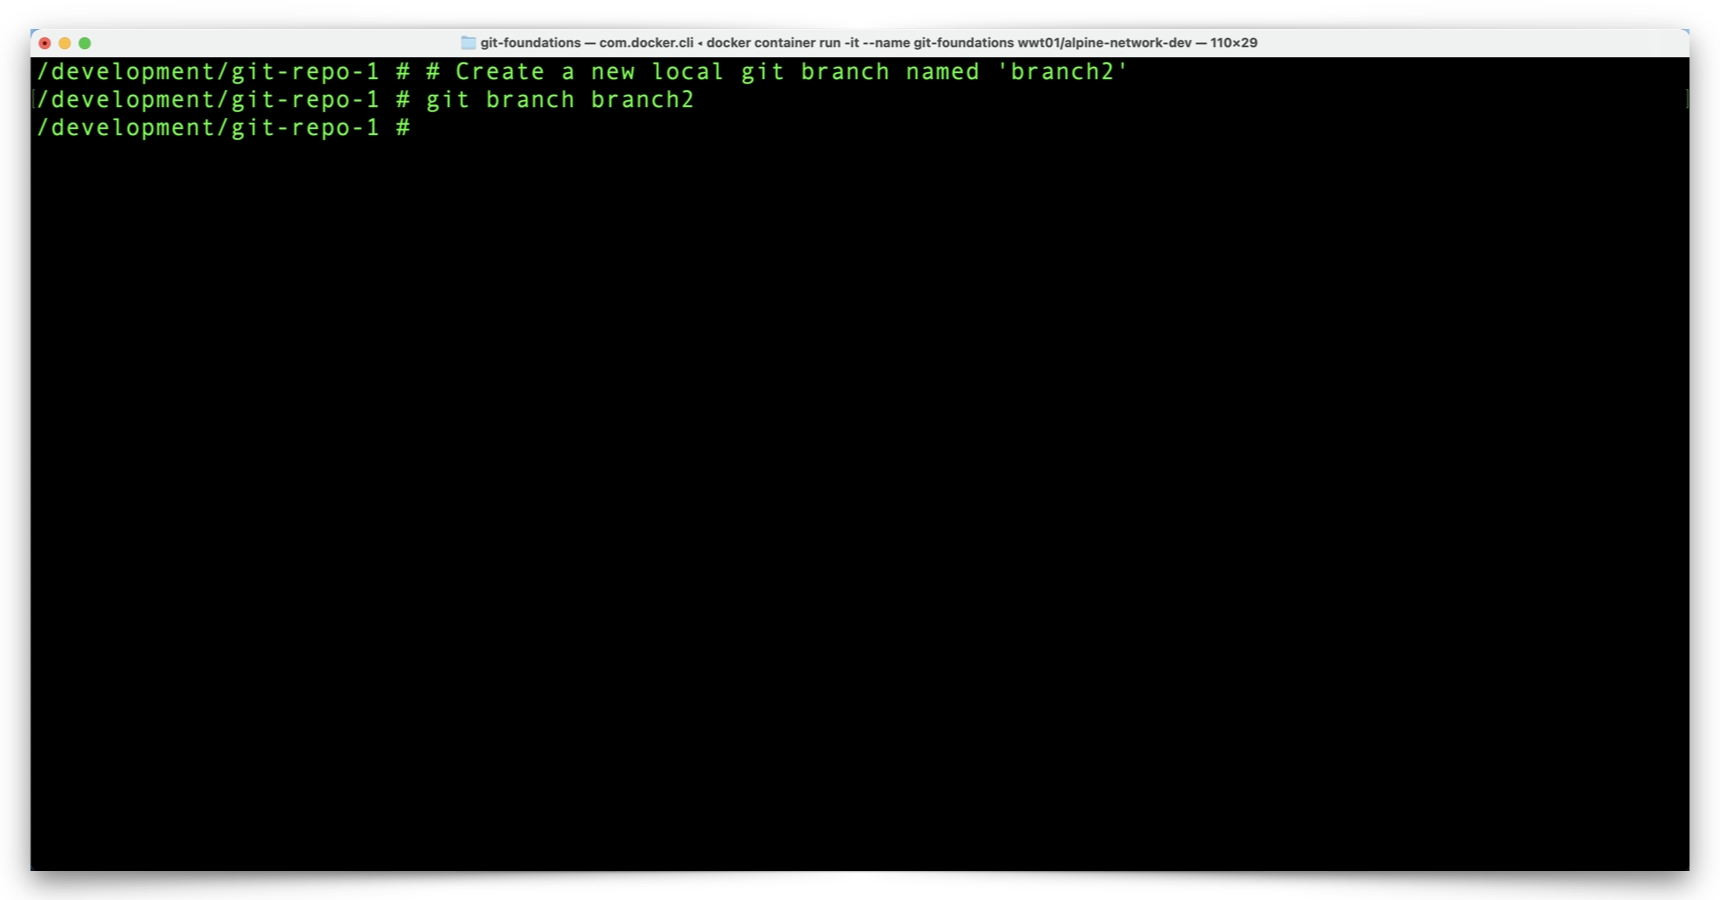 git-foundations — com.docker.cli ◂ docker container run -it --name git-foundations wwt01/alpine-network-dev — 110×29
/development/git-repo-1 # # Create a new local git branch named 'branch2'
[/development/git-repo-1 # git branch branch2 ]
/development/git-repo-1 #